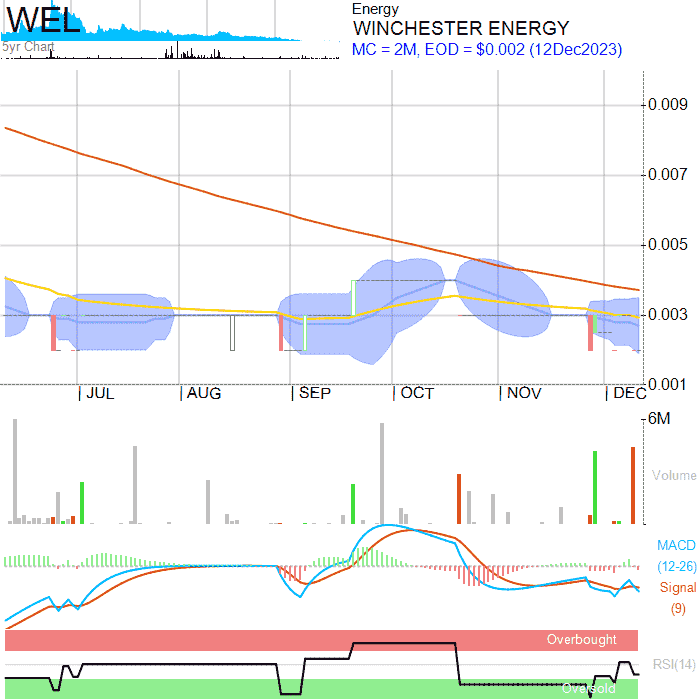 WEL
5yr Chart
Energy
WINCHESTER ENERGY
MC = 2M, EOD = $0.002 (12Dec2023)
0.009
0.007
0.005
0.003
0.001
JUL AUG SEP OCT NOV DEC
6M
Volume
MACD
(12-26)
Signal
(9)
Overbought
RSI(14)
Oversold